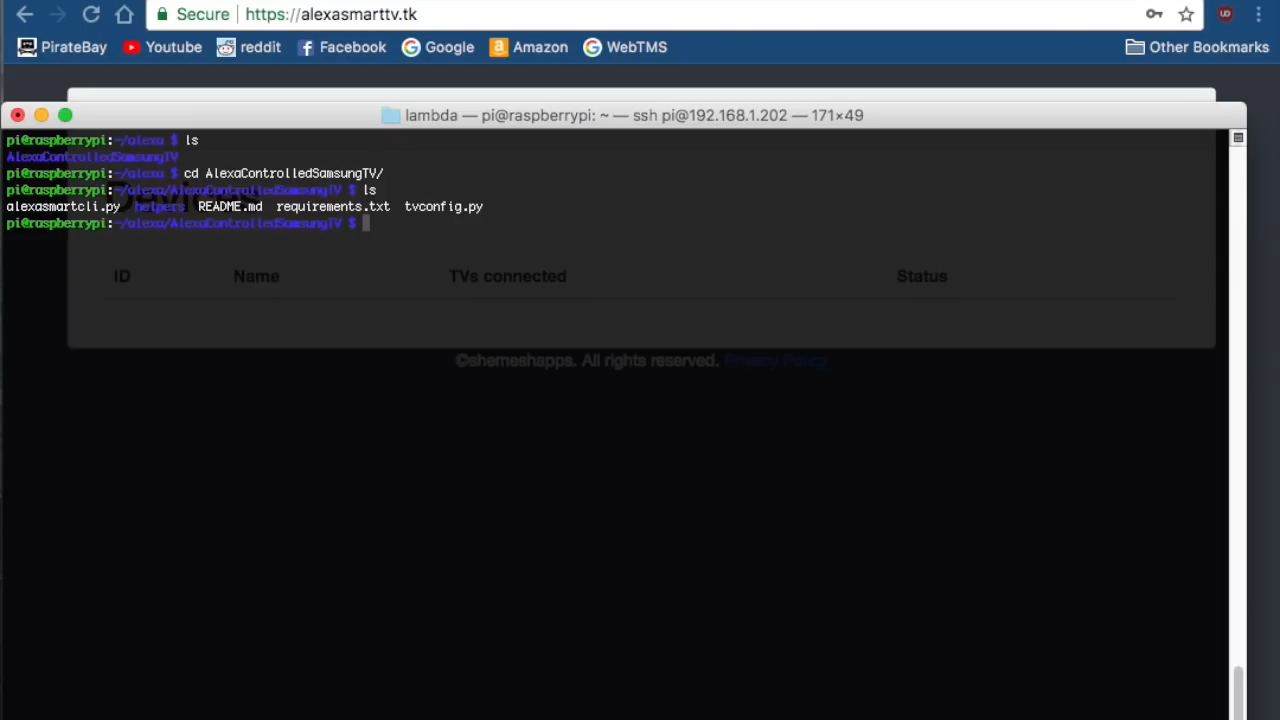 Secure https://alexasmarttv.tk
PirateBay Youtube reddit Facebook Google Amazon WebTMS Other Bookmarks
lambda — pi@raspberrypi: ~ — ssh pi@192.168.1.202 — 171×49
pi@raspberrypi:~/alexa $ ls
AlexaControlledSamsungTV
pi@raspberrypi:~/alexa $ cd AlexaControlledSamsungTV/
pi@raspberrypi:~/alexa/AlexaControlledSamsungTV $ ls
Devices
alexasmartcli.py helpers README.md requirements.txt tvconfig.py
pi@raspberrypi:~/alexa/AlexaControlledSamsungTV $
ID Name TVs connected Status
©shemeshapps. All rights reserved. Privacy Policy